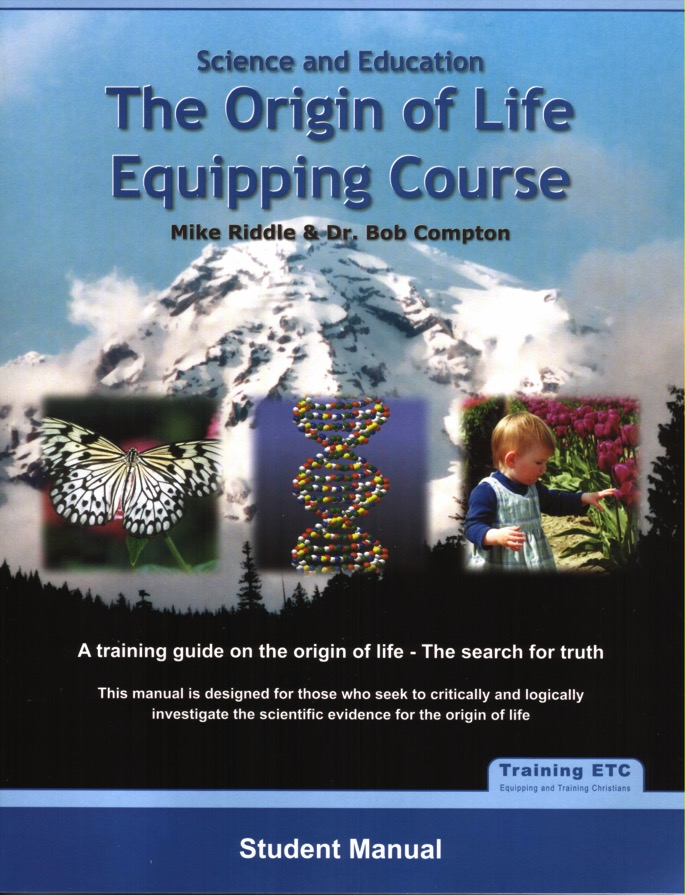 Science and Education
The Origin of Life
Equipping Course
Mike Riddle & Dr. Bob Compton
A training guide on the origin of life - The search for truth
This manual is designed for those who seek to critically and logically
investigate the scientific evidence for the origin of life
Training ETC
Equipping and Training Christians
Student Manual